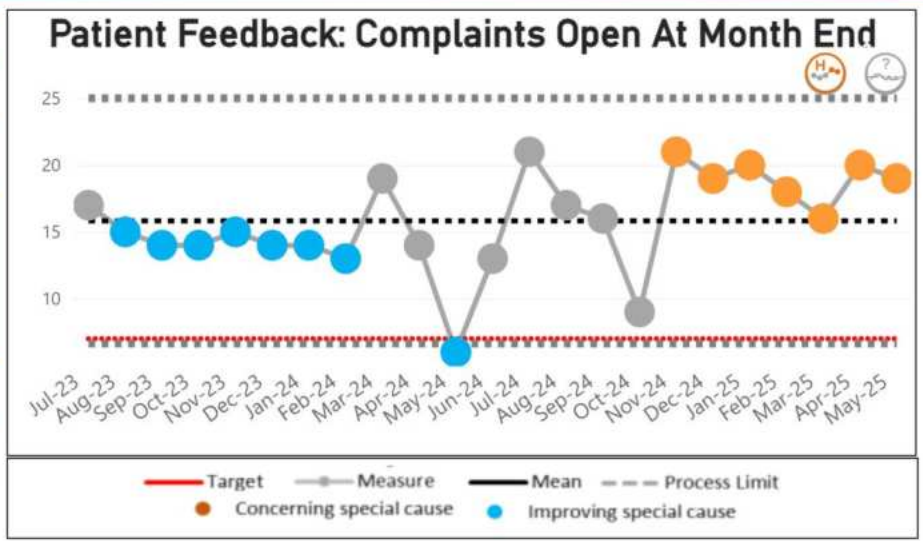 Patient Feedback: Complaints Open At Month End
H
?
25
20
15
10
Jul-23 Aug-23 Sep-23 Oct-23 Nov-23 Dec-23 Jan-24 Feb-24 Mar-24 Apr-24 May-24 Jun-24 Jul-24 Aug-24 Sep-24 Oct-24 Nov-24 Dec-24 Jan-25 Feb-25 Mar-25 Apr-25 May-25
Target Measure Mean Process Limit
Concerning special cause Improving special cause